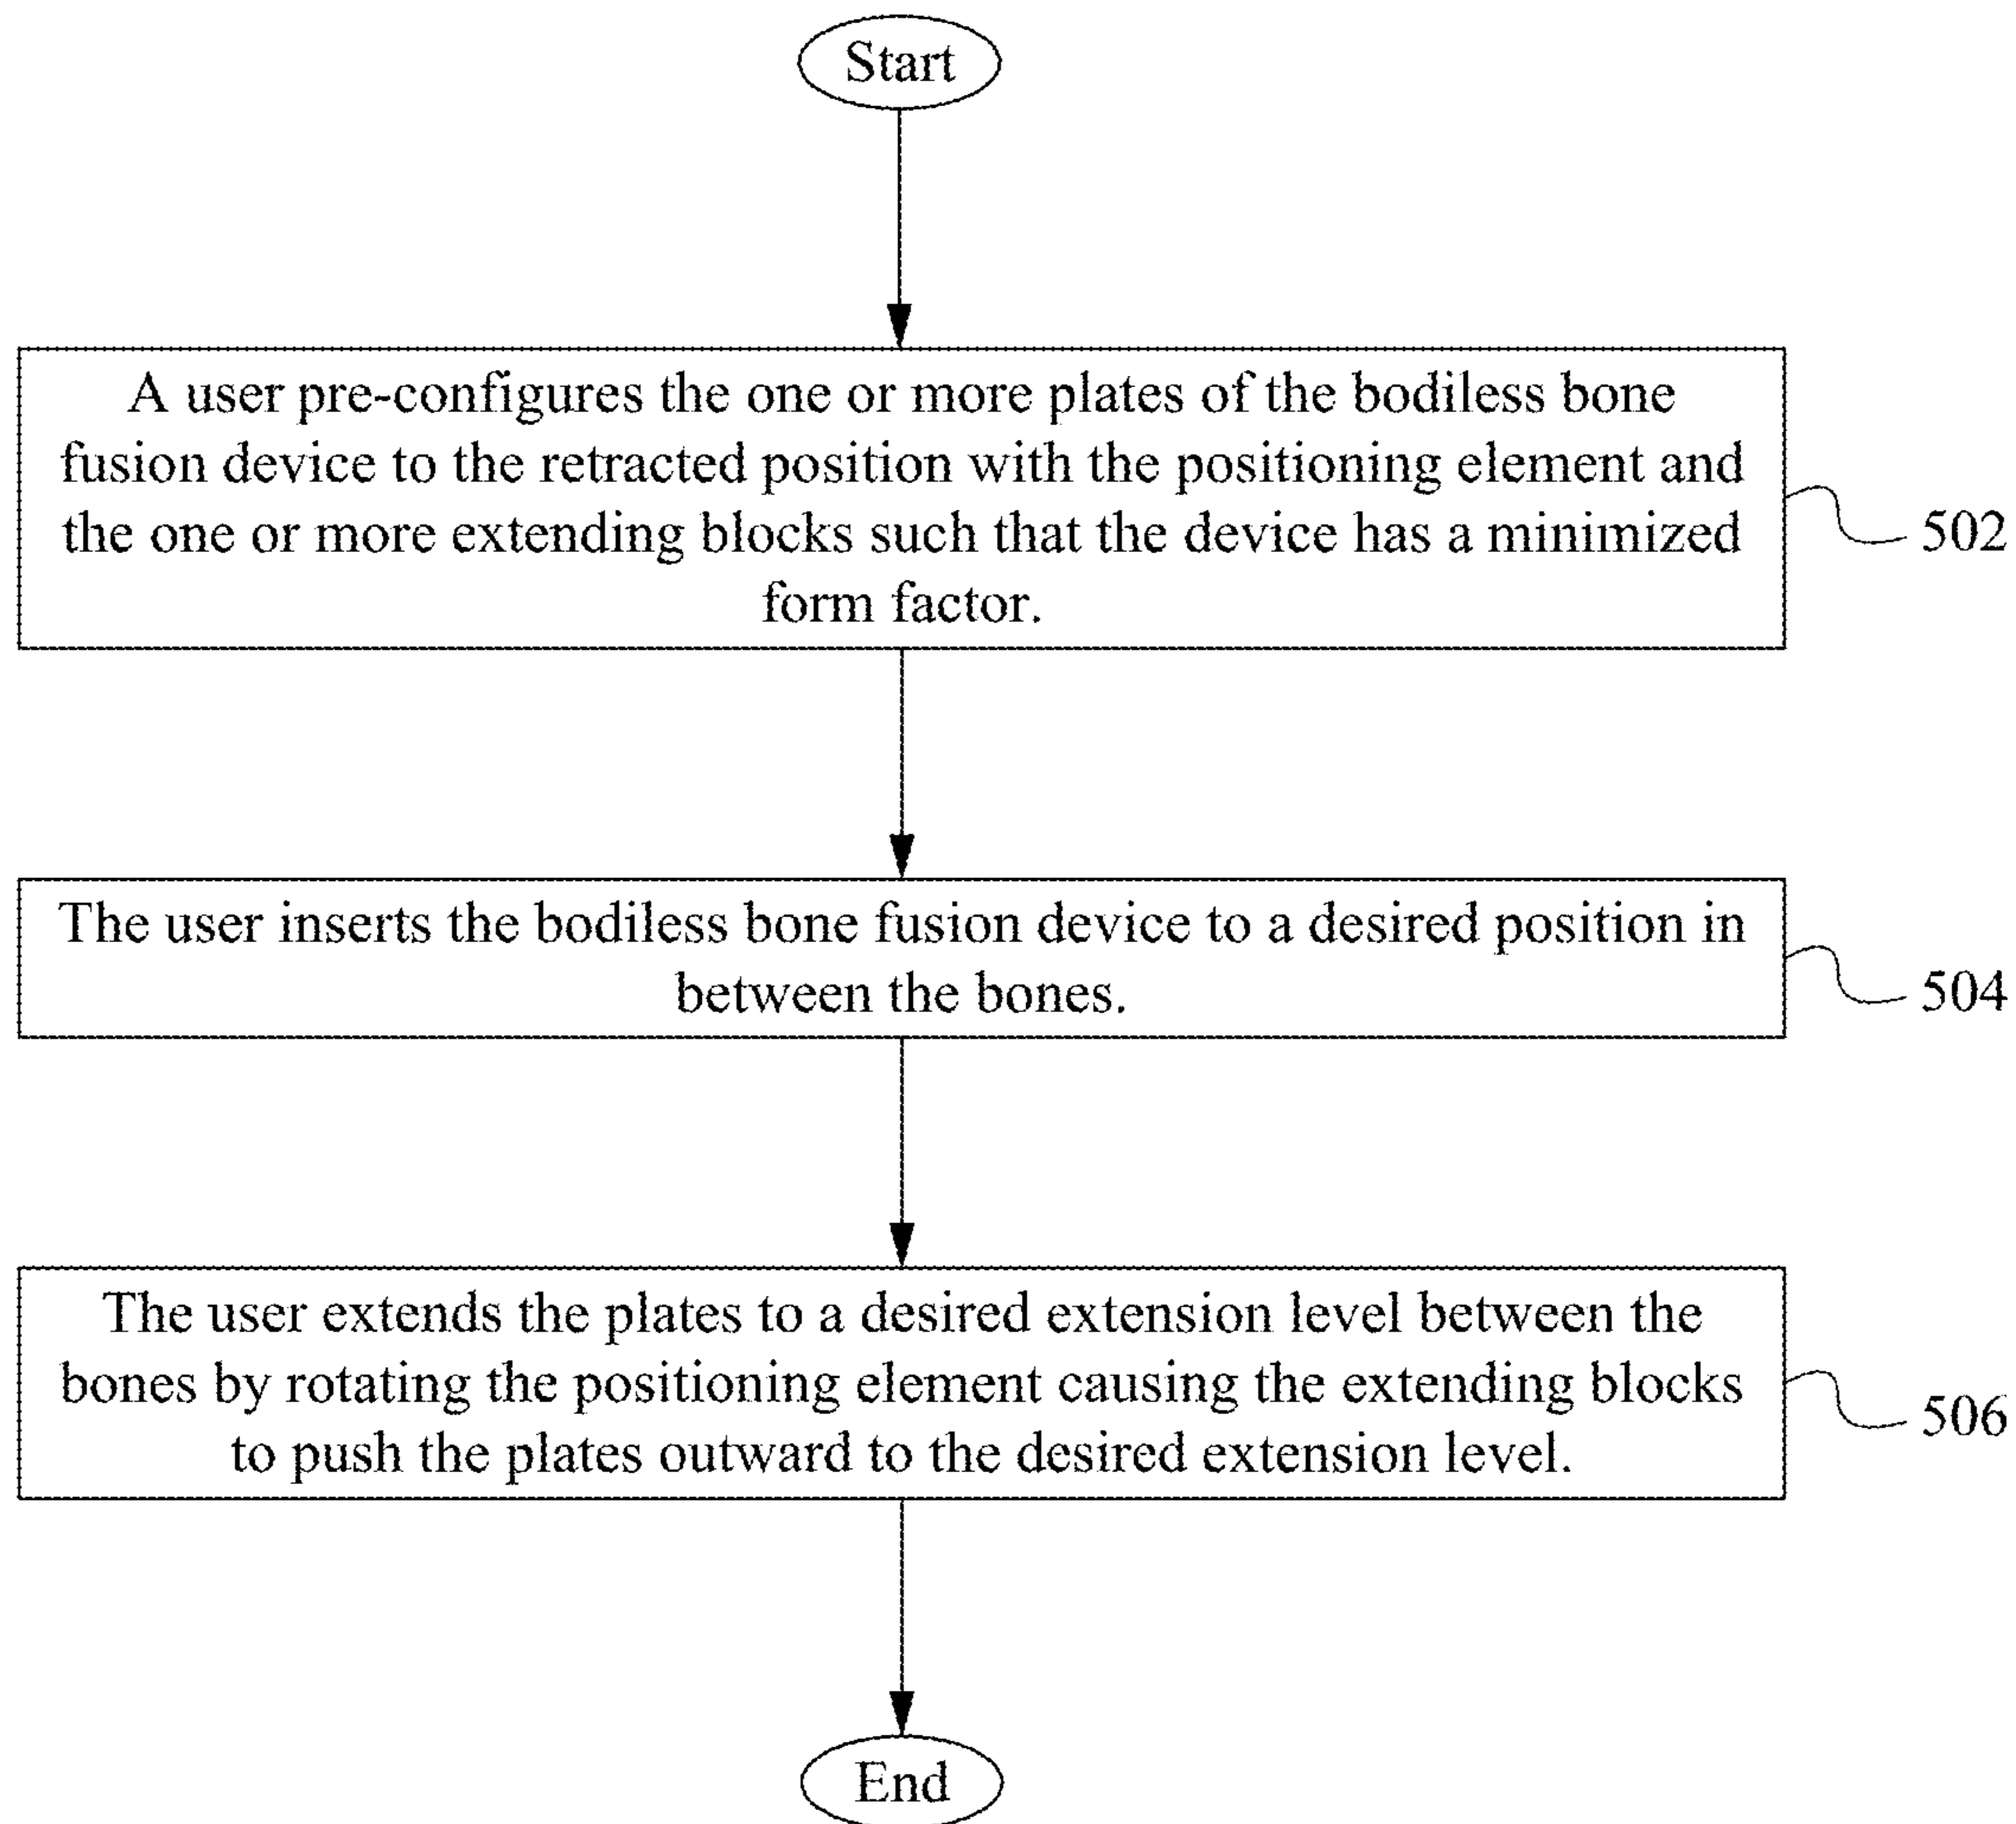 Start
A user pre-configures the one or more plates of the bodiless bone
fusion device to the retracted position with the positioning element and
the one or more extending blocks such that the device has a minimized
form factor.
502
The user inserts the bodiless bone fusion device to a desired position in
between the bones.
504
The user extends the plates to a desired extension level between the
bones by rotating the positioning element causing the extending blocks
to push the plates outward to the desired extension level.
506
End